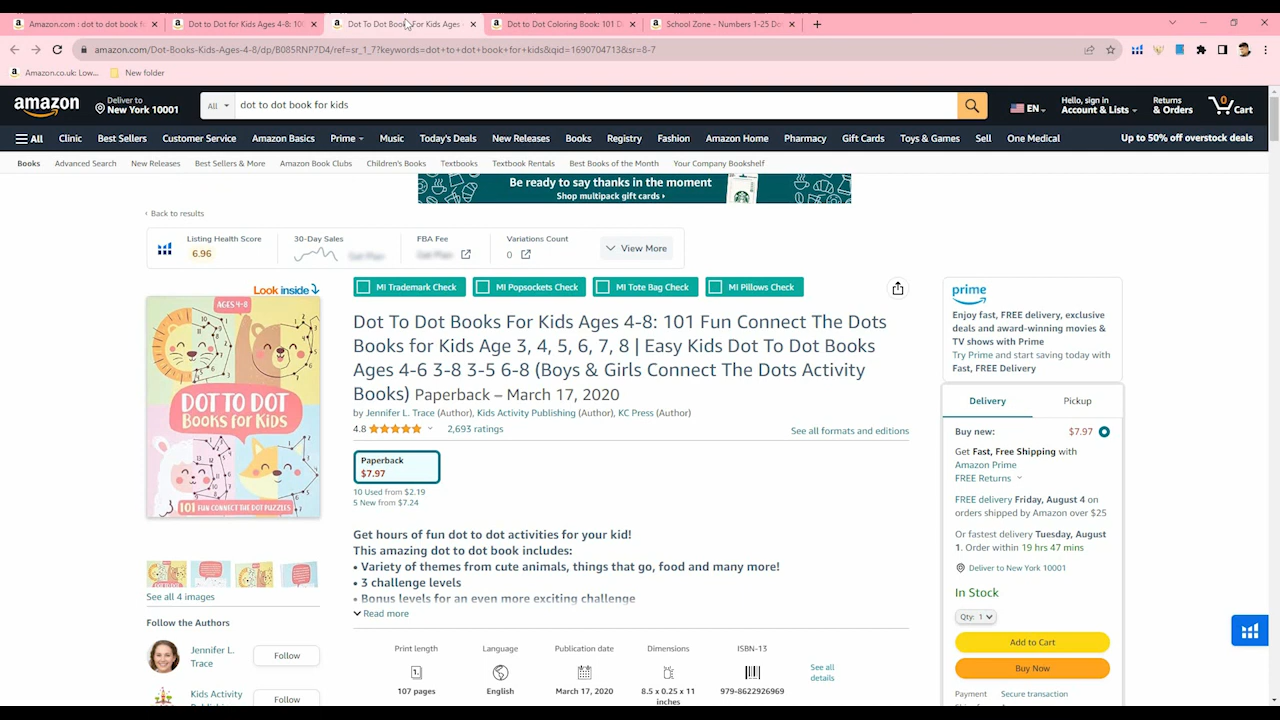 Amazon.com : dot to dot book f
Dot to Dot for Kids Ages 4-8: 10
Dot To Dot Books For Kids Ages
Dot to Dot Coloring Book: 101 D
School Zone - Numbers 1-25 Do
amazon.com/Dot-Books-Kids-Ages-4-8/dp/B085RNP7D4/ref=sr_1_7?keywords=dot+to+dot+book+for+kids&qid=1690704713&sr=8-7
Amazon.co.uk: Low...
New folder
amazon
Deliver to
New York 10001
All
dot to dot book for kids
EN
Hello, sign in
Account & Lists
Returns
& Orders
0
Cart
All
Clinic
Best Sellers
Customer Service
Amazon Basics
Prime
Music
Today's Deals
New Releases
Books
Registry
Fashion
Amazon Home
Pharmacy
Gift Cards
Toys & Games
Sell
One Medical
Up to 50% off overstock deals
Books
Advanced Search
New Releases
Best Sellers & More
Amazon Book Clubs
Children's Books
Textbooks
Textbook Rentals
Best Books of the Month
Your Company Bookshelf
Be ready to say thanks in the moment
Shop multipack gift cards ›
‹ Back to results
Listing Health Score
6.96
30-Day Sales
FBA Fee
Variations Count
0
View More
Look inside
MI Trademark Check
MI Popsockets Check
MI Tote Bag Check
MI Pillows Check
AGES 4-8
DOT TO DOT
BOOKS for KIDS
101 FUN CONNECT THE DOT PUZZLES
Dot To Dot Books For Kids Ages 4-8: 101 Fun Connect The Dots
Books for Kids Age 3, 4, 5, 6, 7, 8 | Easy Kids Dot To Dot Books
Ages 4-6 3-8 3-5 6-8 (Boys & Girls Connect The Dots Activity
Books) Paperback – March 17, 2020
by Jennifer L. Trace (Author), Kids Activity Publishing (Author), KC Press (Author)
4.8
2,693 ratings
See all formats and editions
Paperback
$7.97
10 Used from $2.19
5 New from $7.24
Get hours of fun dot to dot activities for your kid!
This amazing dot to dot book includes:
• Variety of themes from cute animals, things that go, food and many more!
• 3 challenge levels
• Bonus levels for an even more exciting challenge
Read more
See all 4 images
Follow the Authors
Jennifer L.
Trace
Follow
Kids Activity
Follow
Print length
107 pages
Language
English
Publication date
March 17, 2020
Dimensions
8.5 x 0.25 x 11
inches
ISBN-13
979-8622926969
See all
details
prime
Enjoy fast, FREE delivery, exclusive
deals and award-winning movies &
TV shows with Prime
Try Prime and start saving today with
Fast, FREE Delivery
Delivery
Pickup
Buy new:
$7.97
Get Fast, Free Shipping with
Amazon Prime
FREE Returns
FREE delivery Friday, August 4 on
orders shipped by Amazon over $25
Or fastest delivery Tuesday, August
1. Order within 19 hrs 47 mins
Deliver to New York 10001
In Stock
Qty: 1
Add to Cart
Buy Now
Payment
Secure transaction